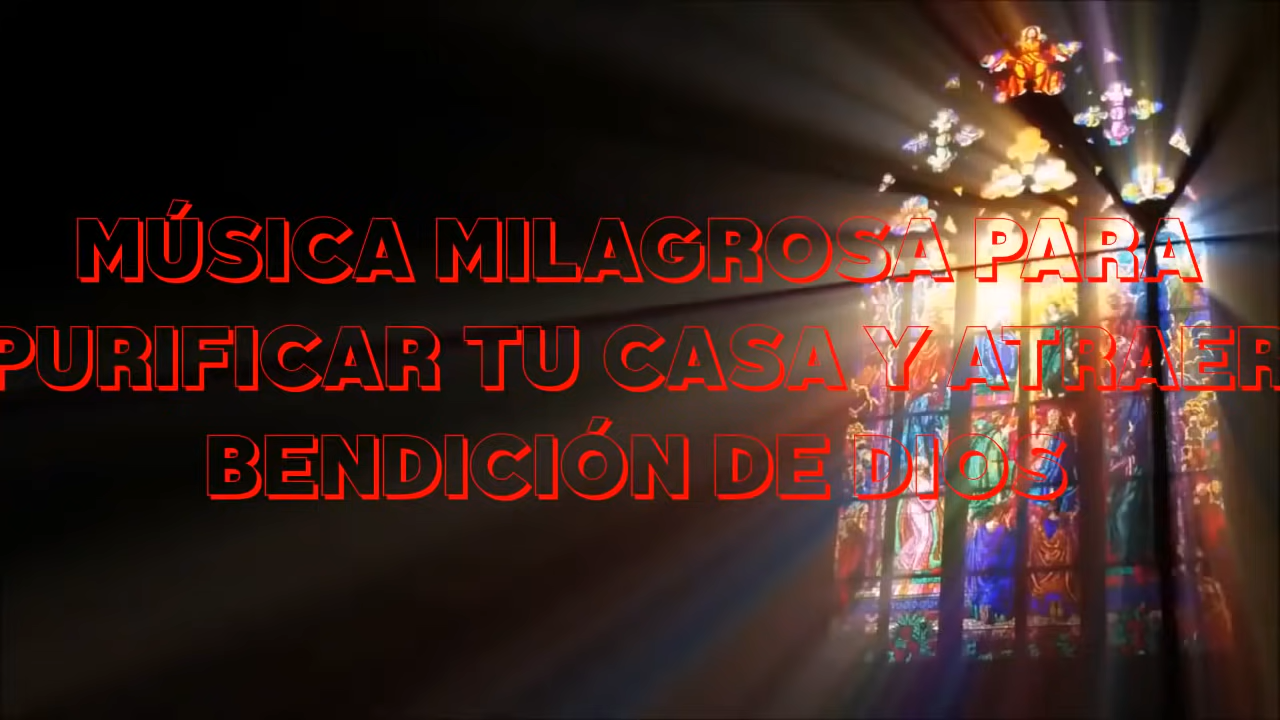 MÚSICA MILAGROSA PARA
PURIFICAR TU CASA Y ATRAER
BENDICIÓN DE DIOS